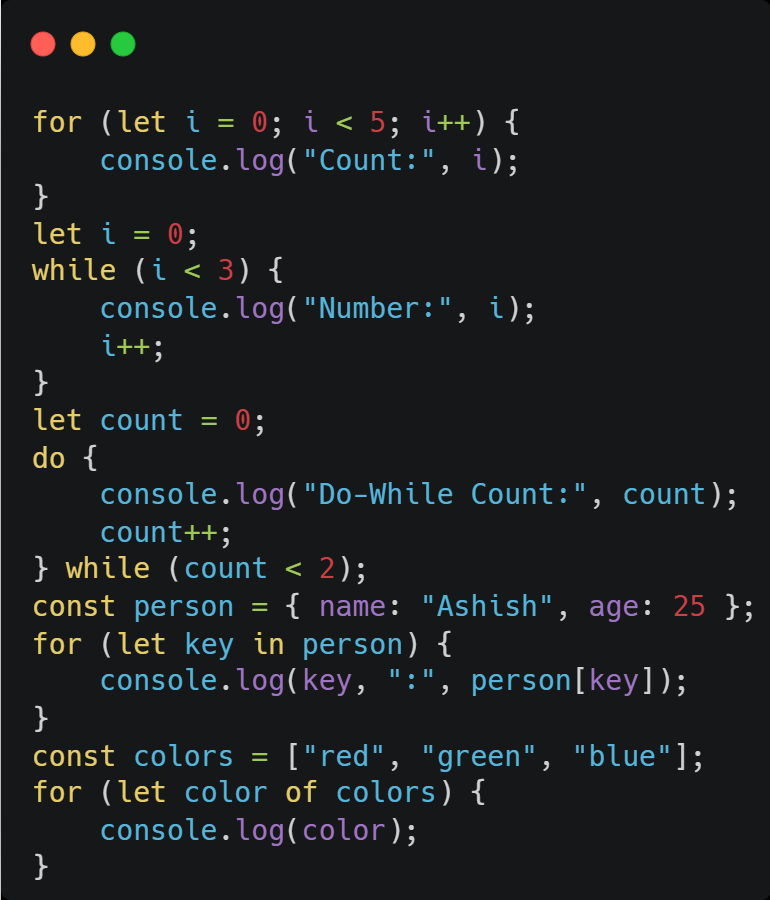 for (let i = 0; i < 5; i++) {
    console.log("Count:", i);
}
let i = 0;
while (i < 3) {
    console.log("Number:", i);
    i++;
}
let count = 0;
do {
    console.log("Do-While Count:", count);
    count++;
} while (count < 2);
const person = { name: "Ashish", age: 25 };
for (let key in person) {
    console.log(key, ":", person[key]);
}
const colors = ["red", "green", "blue"];
for (let color of colors) {
    console.log(color);
}